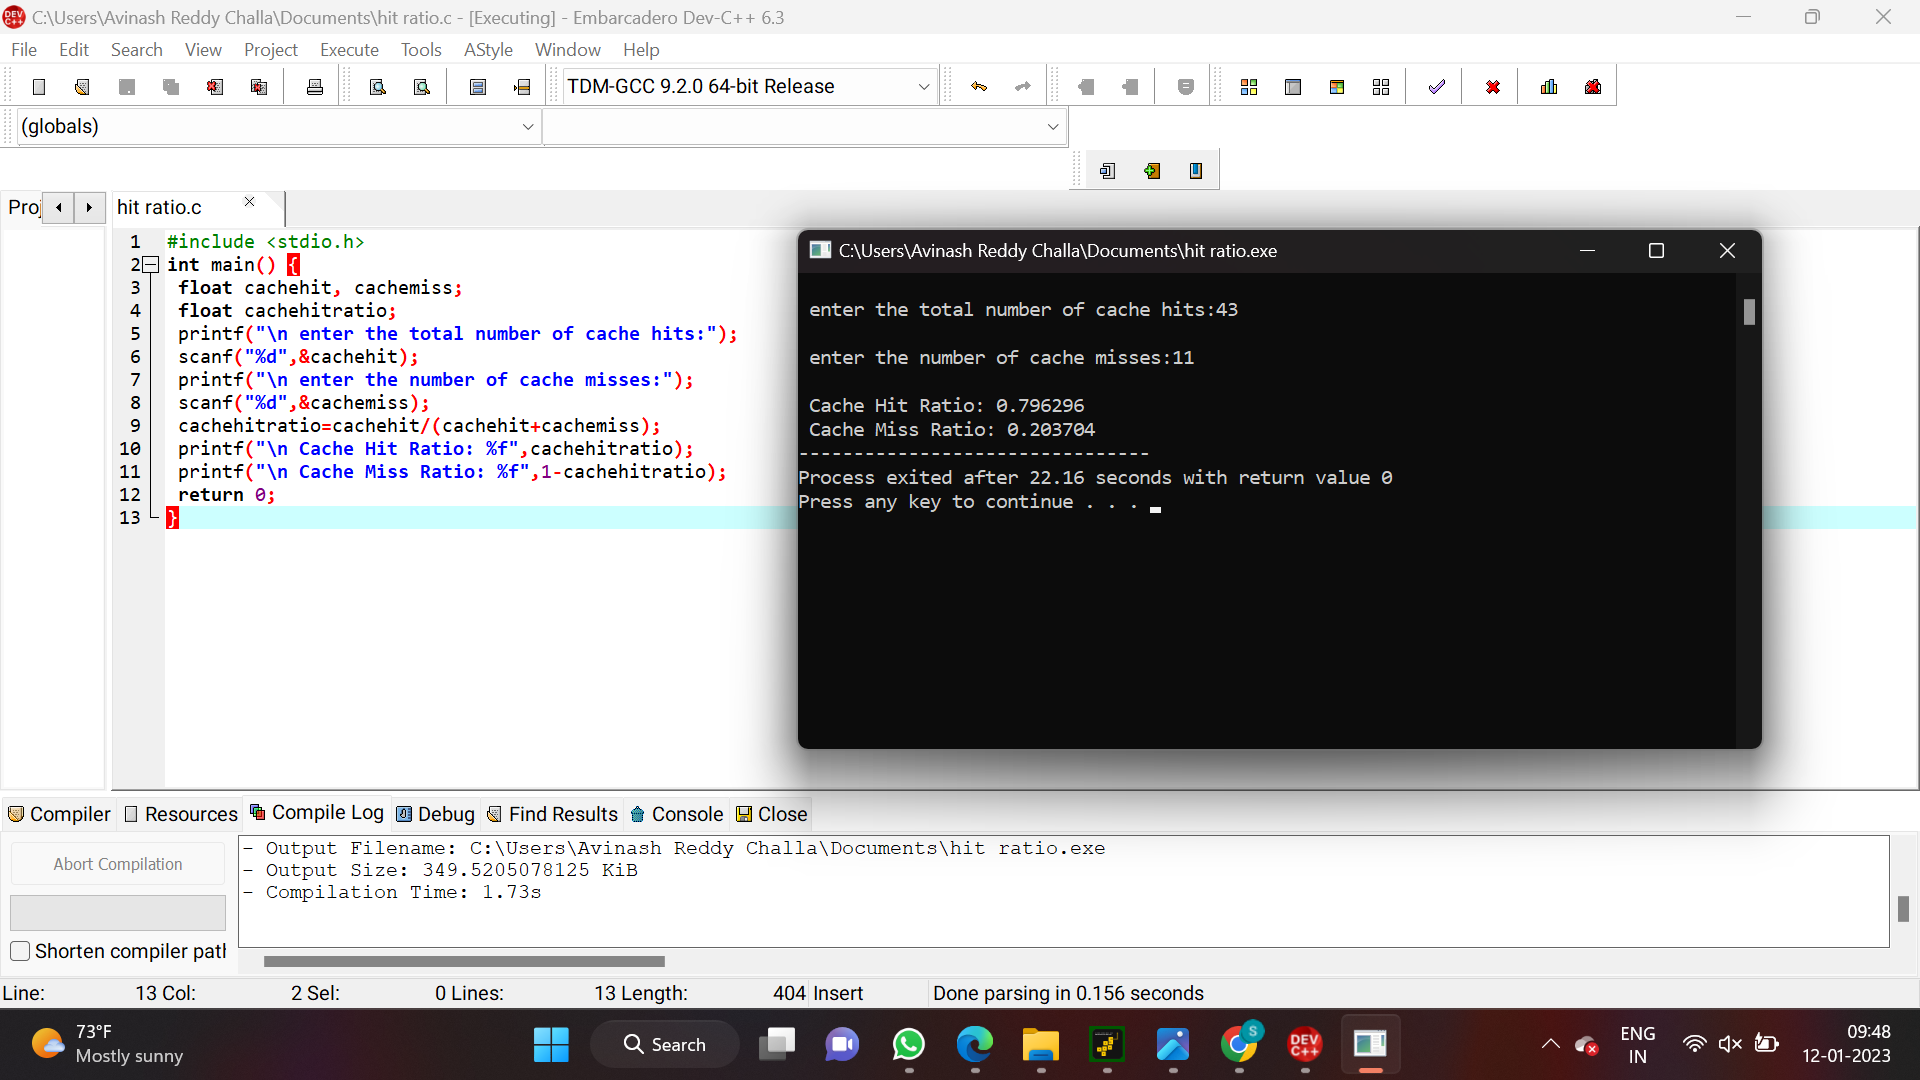 C:\Users\Avinash Reddy Challa\Documents\hit ratio.c - [Executing] - Embarcadero Dev-C++ 6.3
File Edit Search View Project Execute Tools AStyle Window Help
TDM-GCC 9.2.0 64-bit Release
(globals)
Proj hit ratio.c
1 #include <stdio.h>
2 int main() {
3 float cachehit, cachemiss;
4 float cachehitratio;
5 printf("\n enter the total number of cache hits:");
6 scanf("%d",&cachehit);
7 printf("\n enter the number of cache misses:");
8 scanf("%d",&cachemiss);
9 cachehitratio=cachehit/(cachehit+cachemiss);
10 printf("\n Cache Hit Ratio: %f",cachehitratio);
11 printf("\n Cache Miss Ratio: %f",1-cachehitratio);
12 return 0;
13 }
C:\Users\Avinash Reddy Challa\Documents\hit ratio.exe
enter the total number of cache hits:43
enter the number of cache misses:11
Cache Hit Ratio: 0.796296
Cache Miss Ratio: 0.203704
--------------------------------
Process exited after 22.16 seconds with return value 0
Press any key to continue . . .
Compiler Resources Compile Log Debug Find Results Console Close
Abort Compilation
Shorten compiler path
- Output Filename: C:\Users\Avinash Reddy Challa\Documents\hit ratio.exe
- Output Size: 349.5205078125 KiB
- Compilation Time: 1.73s
Line: 13 Col: 2 Sel: 0 Lines: 13 Length: 404 Insert Done parsing in 0.156 seconds
73°F
Mostly sunny
Search
S
DEV
C++
ENG
IN
09:48
12-01-2023